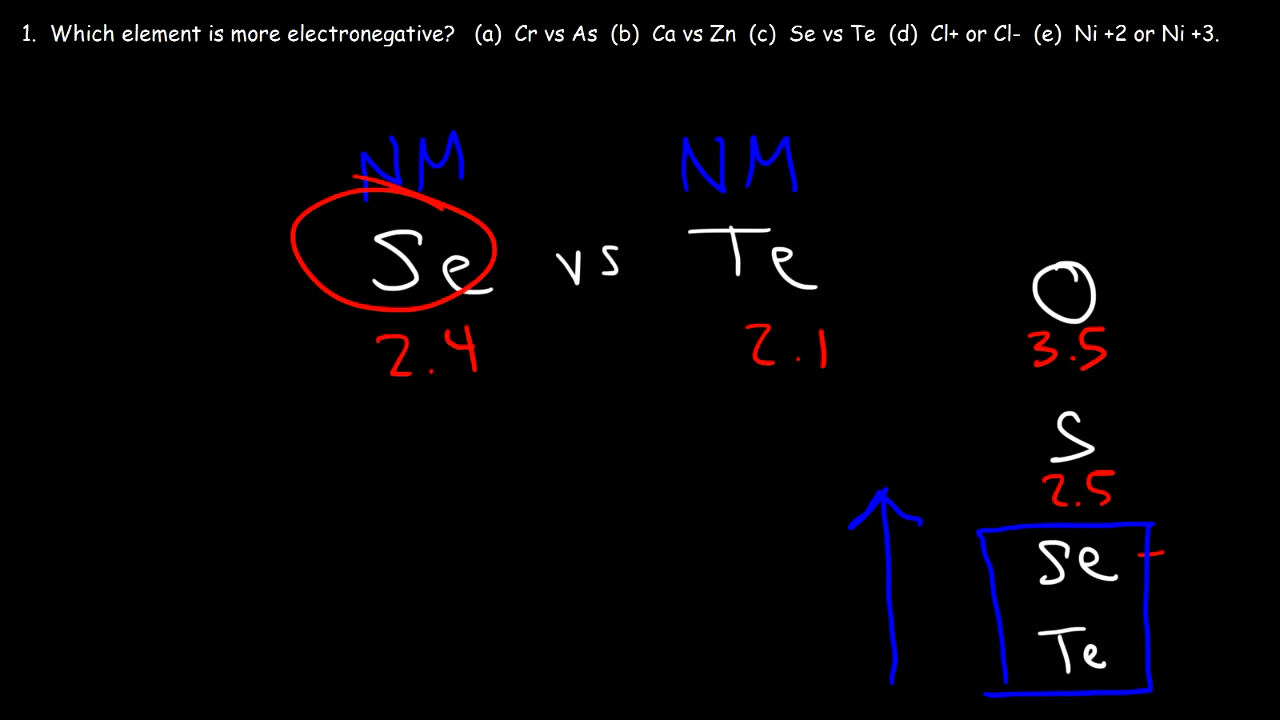 1. Which element is more electronegative? (a) Cr vs As (b) Ca vs Zn (c) Se vs Te (d) Cl+ or Cl- (e) Ni +2 or Ni +3.
NM NM
Se vs Te
2.4 2.1
O
3.5
S
2.5
Se
Te